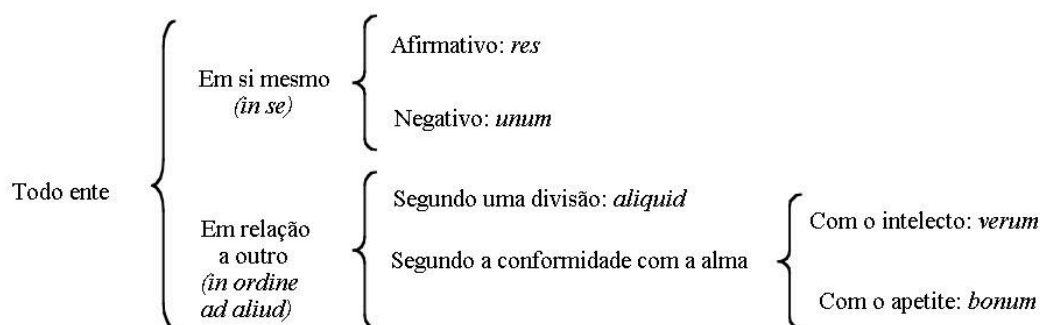 Todo ente
Em si mesmo
(in se)
Afirmativo: res
Negativo: unum
Em relação
a outro
(in ordine
ad aliud)
Segundo uma divisão: aliquid
Segundo a conformidade com a alma
Com o intelecto: verum
Com o apetite: bonum